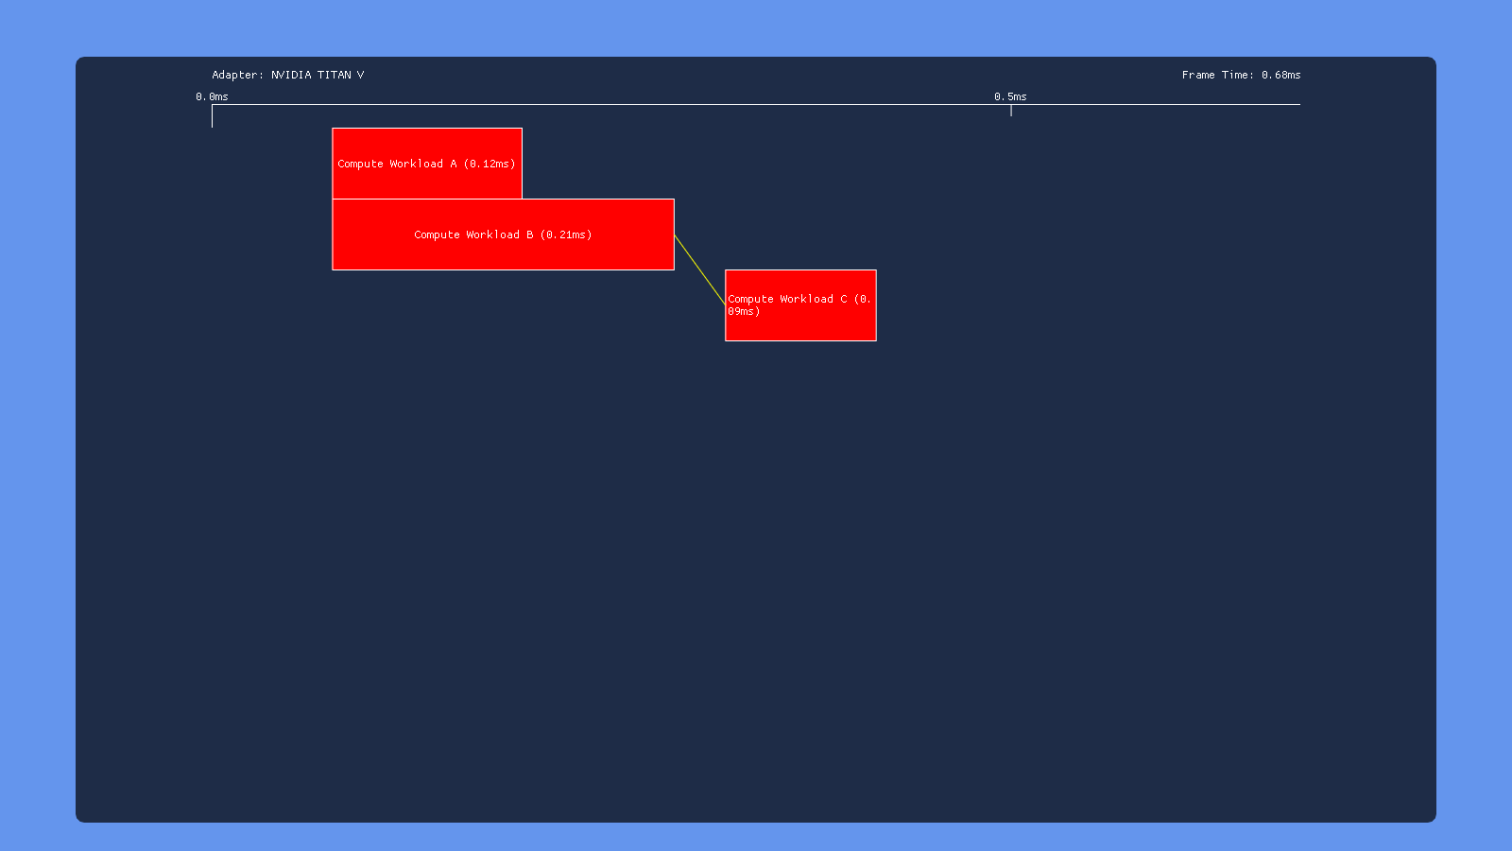 Adapter: NVIDIA TITAN V
Frame Time: 0.68ms
0.0ms
0.5ms
Compute Workload A (0.12ms)
Compute Workload B (0.21ms)
Compute Workload C (0.
09ms)